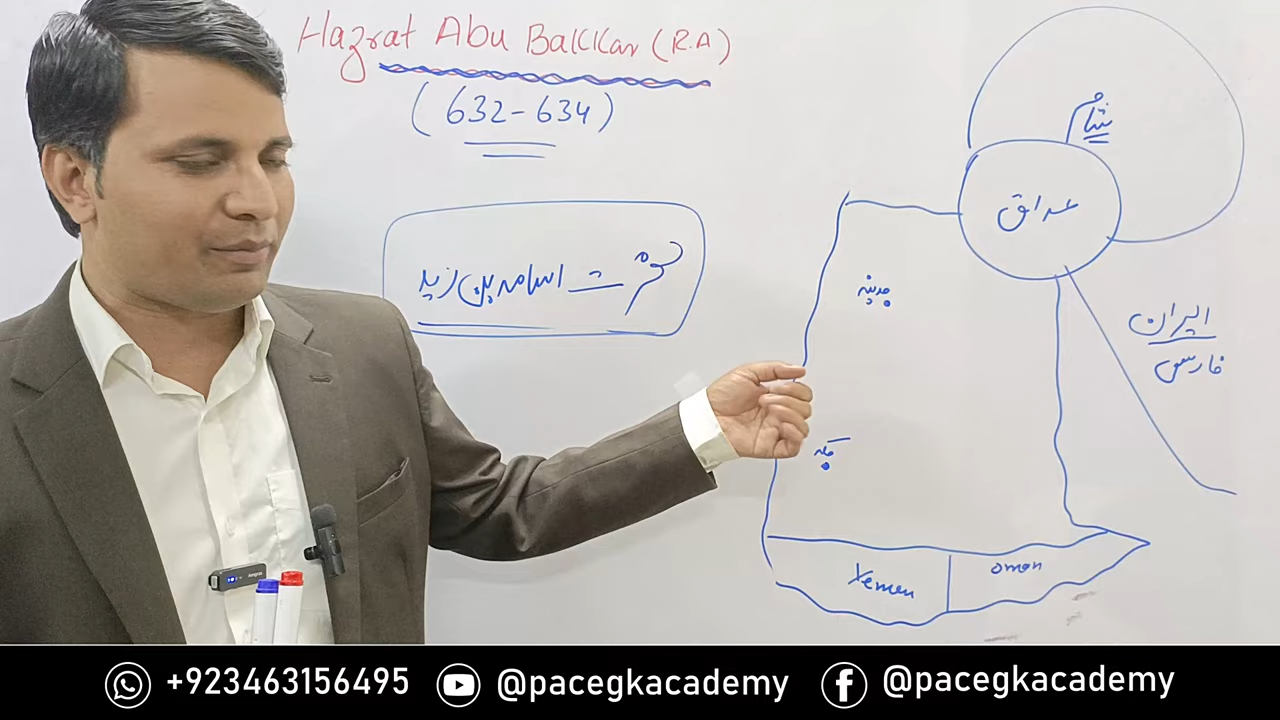 Hazrat Abu Bakkar (R.A)
(632-634)
اسامہ بن زید
شام
عراق
مدینہ
ایران
فارس
مکہ
Yemen
oman
+923463156495
@pacegkacademy
@pacegkacademy